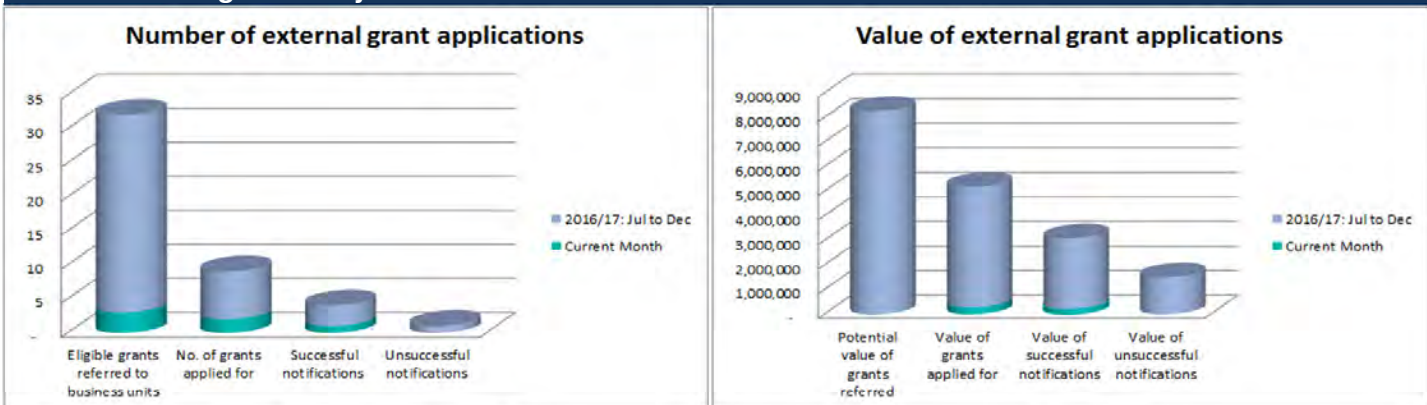 Number of external grant applications
35
30
25
20
15
10
5
-
Eligible grants
referred to
business units
No. of grants
applied for
Successful
notifications
Unsuccessful
notifications
2016/17: Jul to Dec
Current Month
Value of external grant applications
9,000,000
8,000,000
7,000,000
6,000,000
5,000,000
4,000,000
3,000,000
2,000,000
1,000,000
-
Potential
value of
grants
referred
Value of
grants
applied for
Value of
successful
notifications
Value of
unsuccessful
notifications
2016/17: Jul to Dec
Current Month